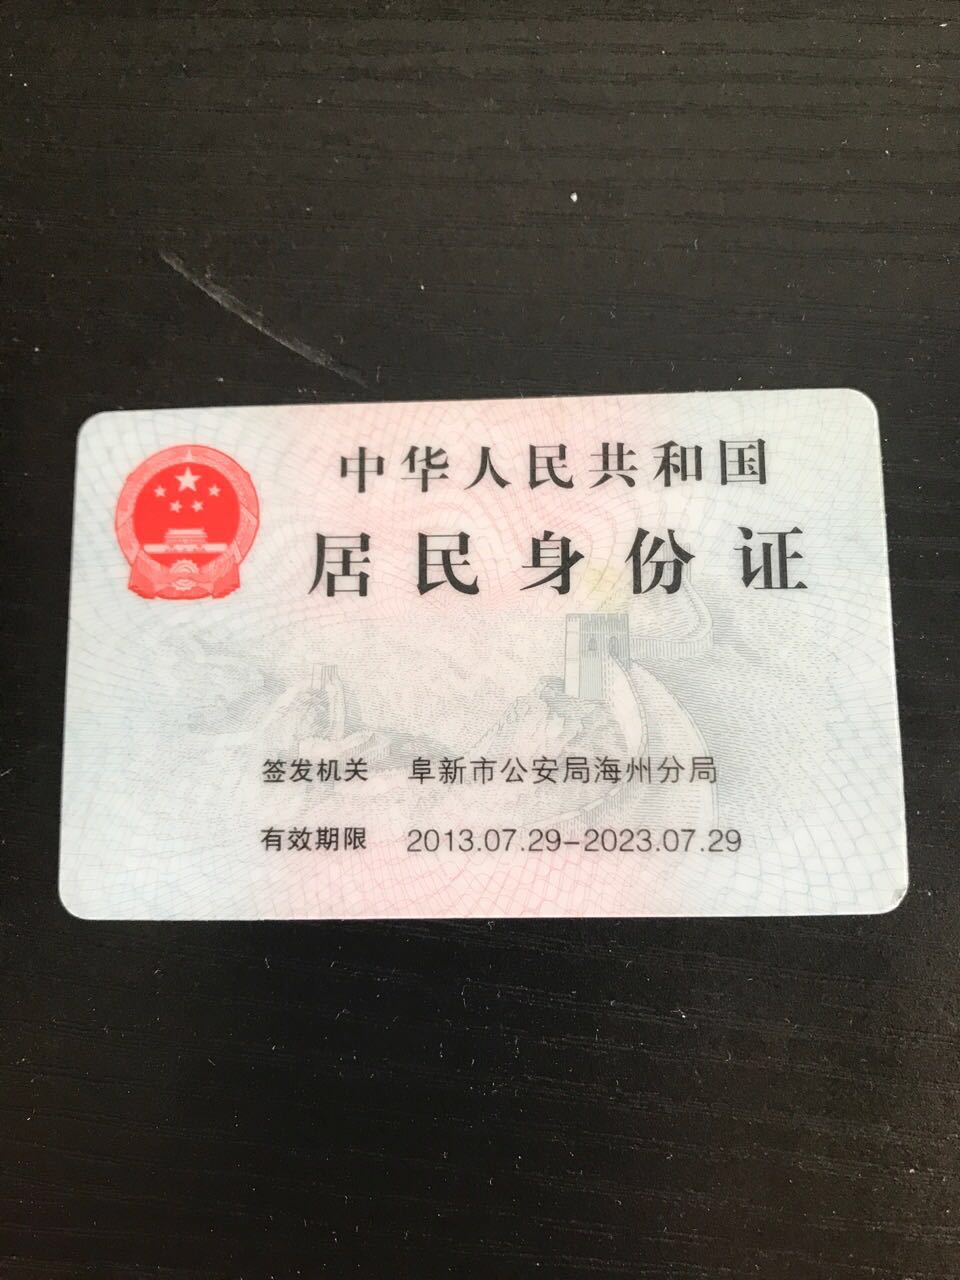 中华人民共和国
居民身份证
签发机关 阜新市公安局海州分局
有效期限 2013.07.29-2023.07.29